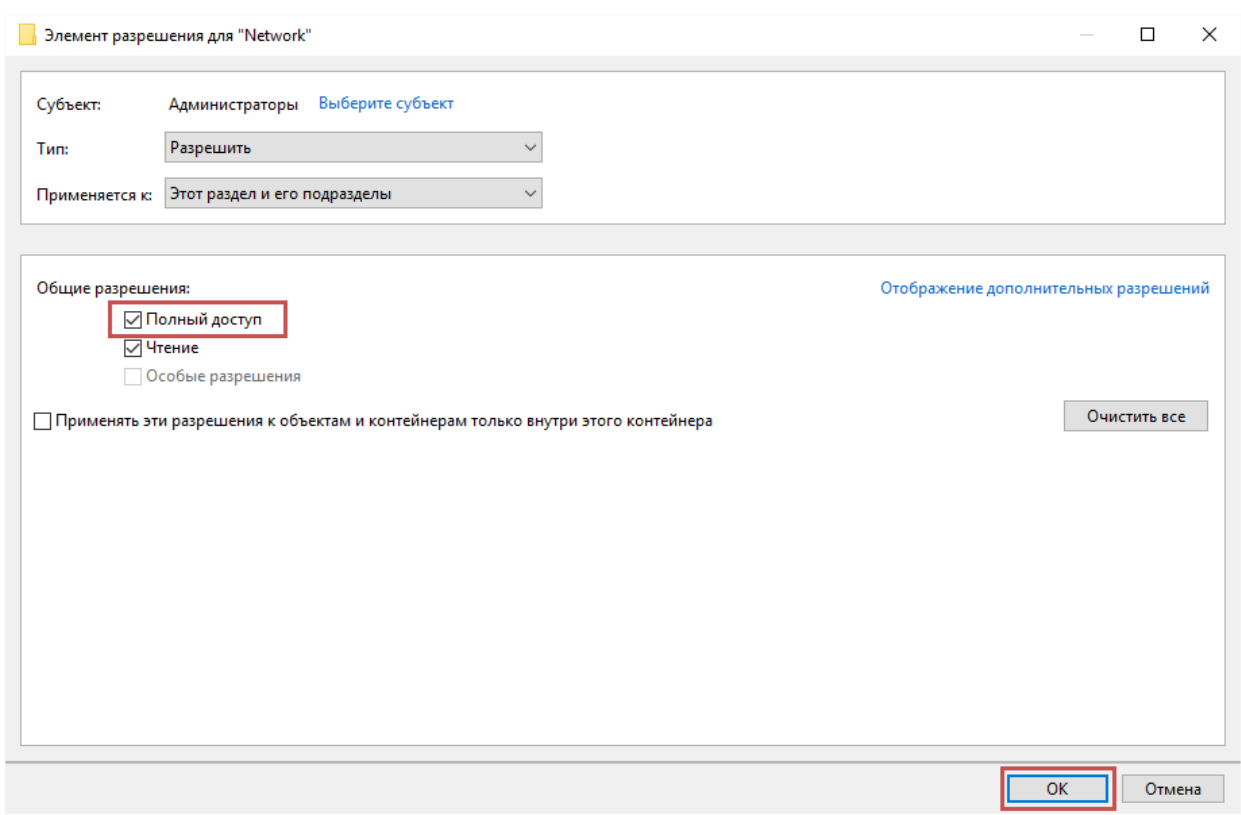 Элемент разрешения для "Network"
Субъект: Администраторы Выберите субъект
Тип: Разрешить
Применяется к: Этот раздел и его подразделы
Общие разрешения: Отображение дополнительных разрешений
Полный доступ
Чтение
Особые разрешения
Применять эти разрешения к объектам и контейнерам только внутри этого контейнера Очистить все
ОК Отмена